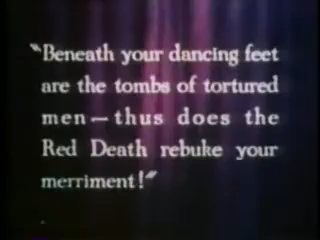 "Beneath your dancing feet
are the tombs of tortured
men—thus does the
Red Death rebuke your
merriment!"